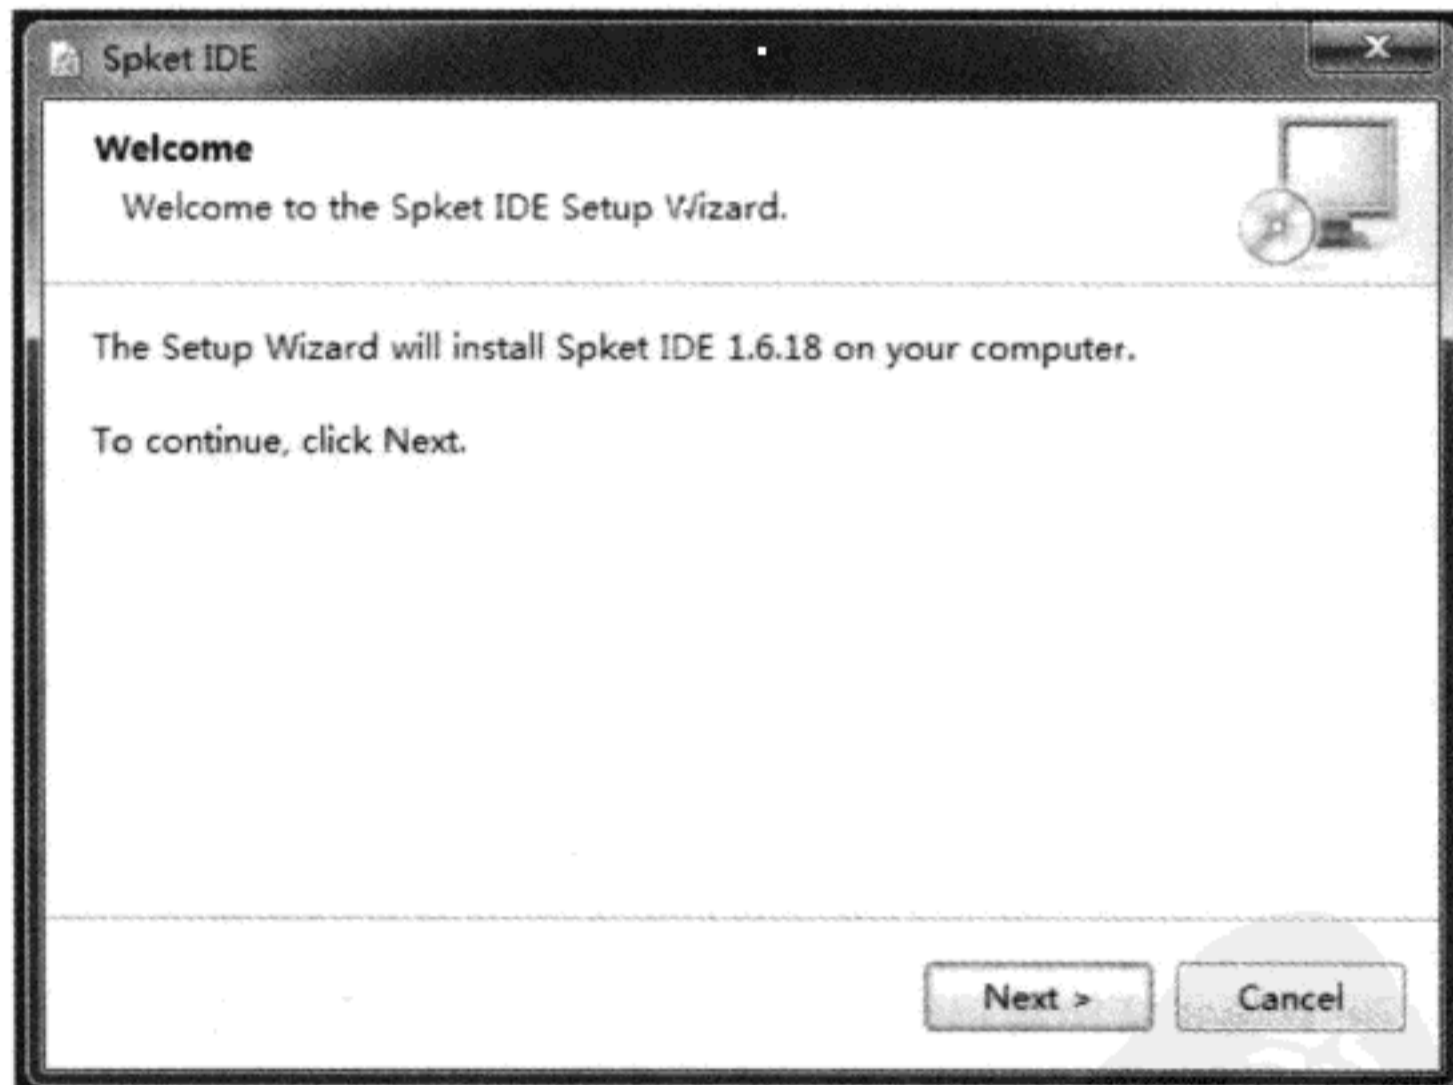 Spket IDE
Welcome
Welcome to the Spket IDE Setup Wizard.
The Setup Wizard will install Spket IDE 1.6.18 on your computer.
To continue, click Next.
Next >
Cancel